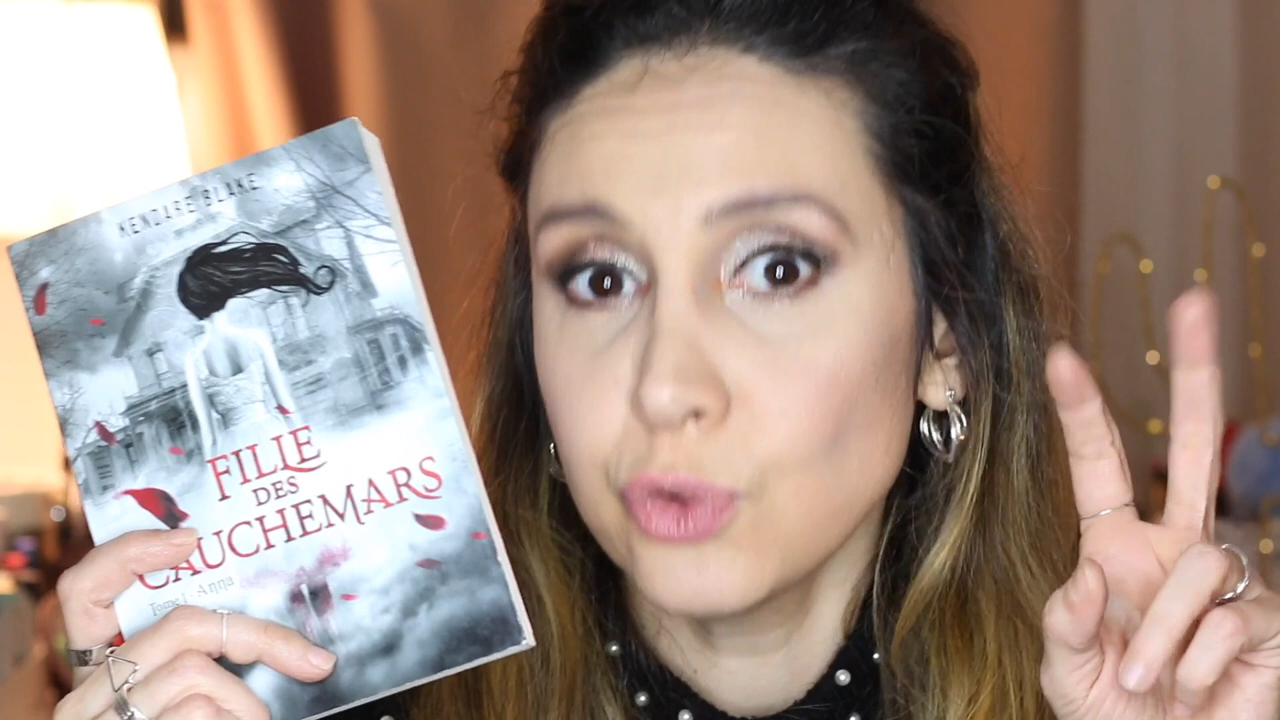 KENDARE BLAKE
FILLE
DES
CAUCHEMARS
Tome 1 - Anna